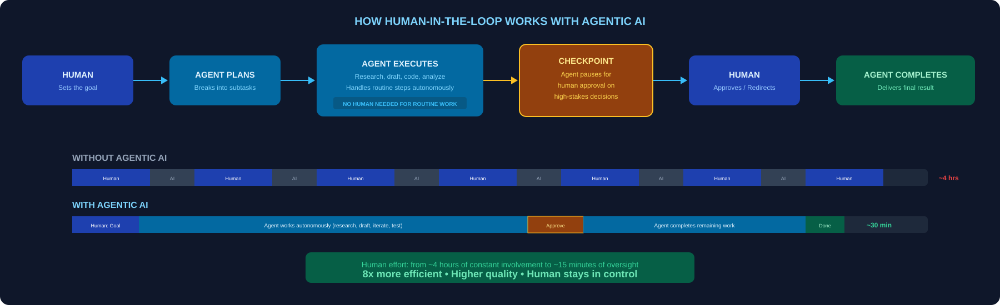 HOW HUMAN-IN-THE-LOOP WORKS WITH AGENTIC AI
HUMAN
Sets the goal
AGENT PLANS
Breaks into subtasks
AGENT EXECUTES
Research, draft, code, analyze
Handles routine steps autonomously
NO HUMAN NEEDED FOR ROUTINE WORK
CHECKPOINT
Agent pauses for
human approval on
high-stakes decisions
HUMAN
Approves / Redirects
AGENT COMPLETES
Delivers final result
WITHOUT AGENTIC AI
Human AI Human AI Human AI Human AI Human AI Human AI Human ~4 hrs
WITH AGENTIC AI
Human: Goal Agent works autonomously (research, draft, iterate, test) Approve Agent completes remaining work Done ~30 min
Human effort: from ~4 hours of constant involvement to ~15 minutes of oversight
8x more efficient • Higher quality • Human stays in control